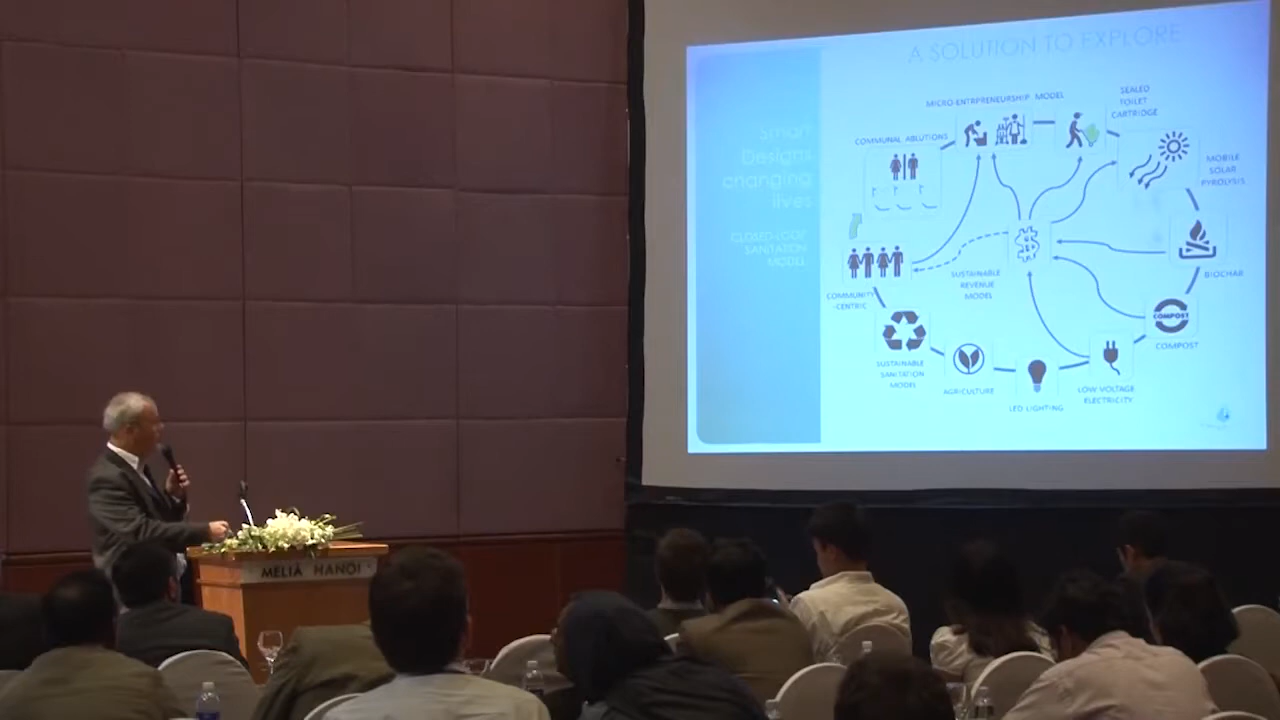 A SOLUTION TO EXPLORE
Smart
Designs
changing
lives
CLOSED-LOOP
SANITATION
MODEL
MICRO-ENTRPRENEURSHIP MODEL
SEALED
TOILET
CARTRIDGE
COMMUNAL ABLUTIONS
MOBILE
SOLAR
PYROLYSIS
COMMUNITY
-CENTRIC
SUSTAINABLE
REVENUE
MODEL
BIOCHAR
COMPOST
COMPOST
SUSTAINABLE
SANITATION
MODEL
AGRICULTURE
LED LIGHTING
LOW VOLTAGE
ELECTRICITY
MELIÃ HANOI